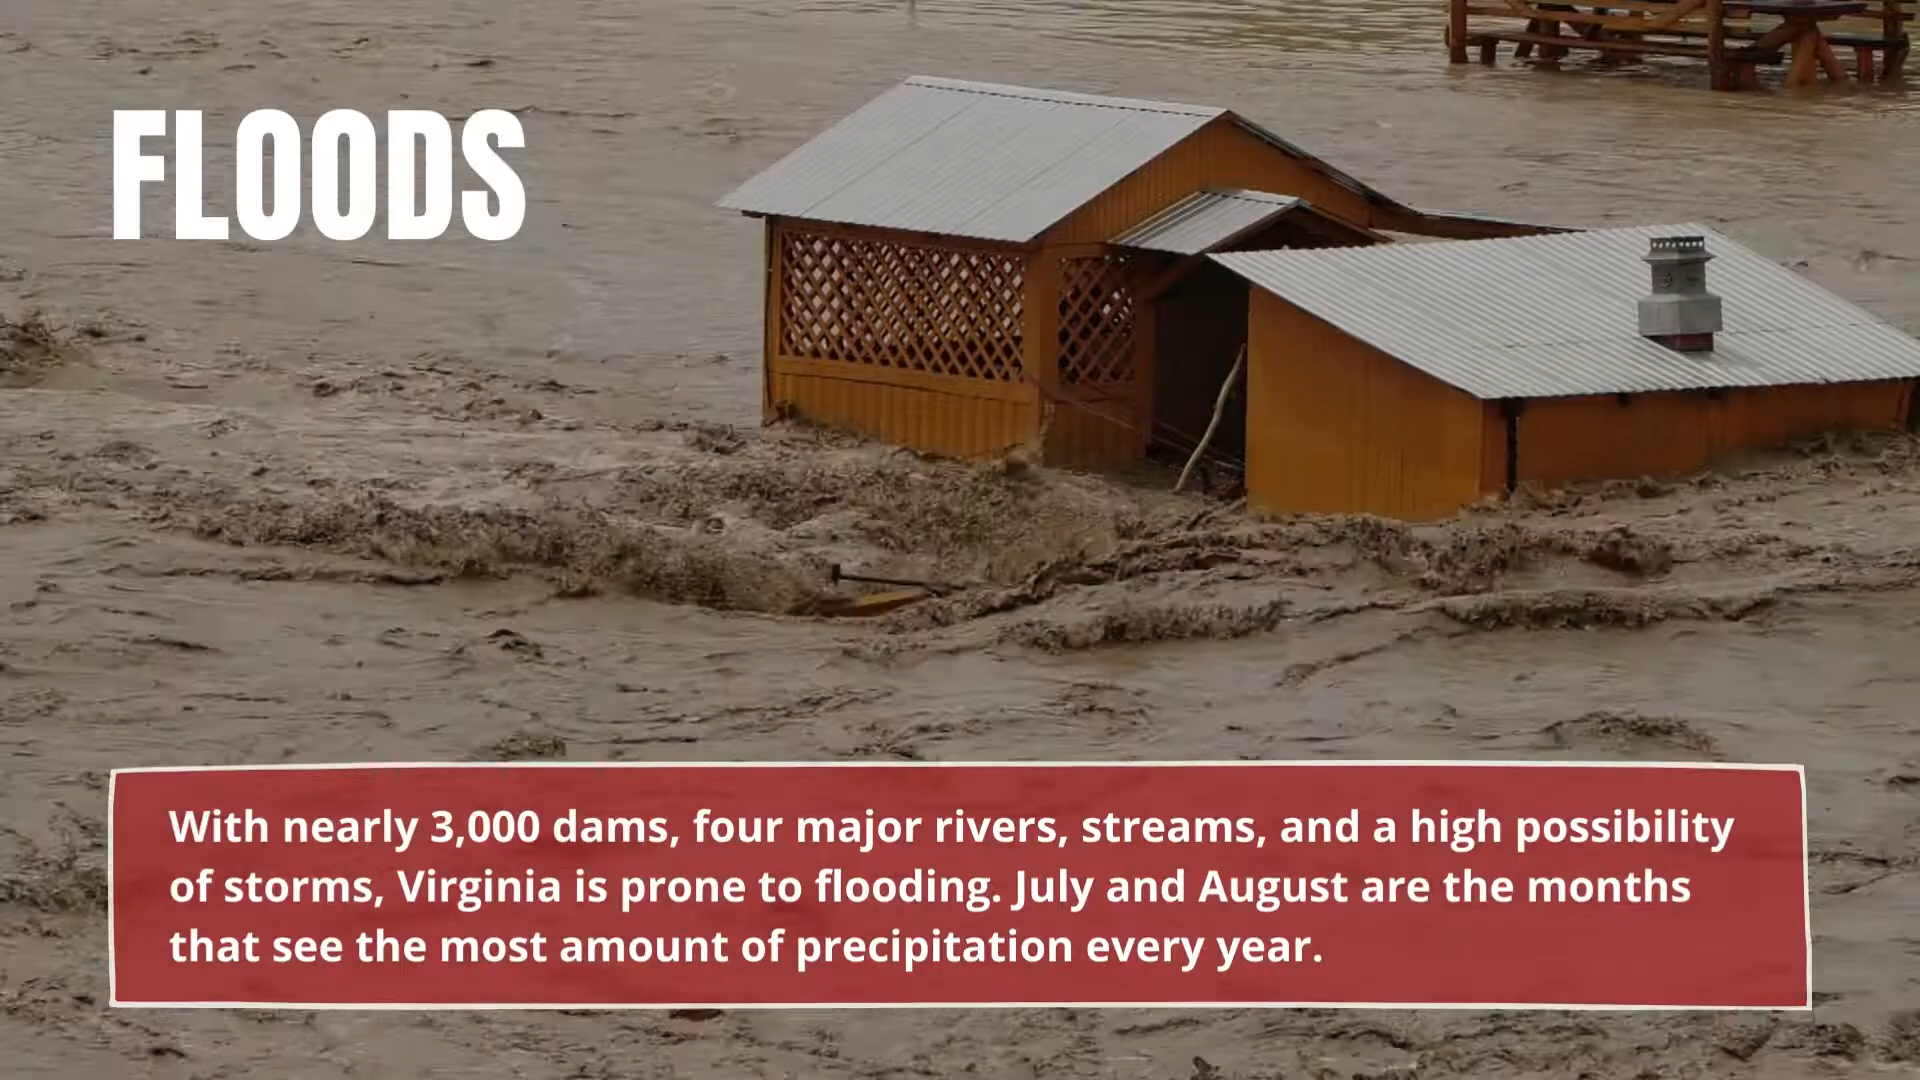 FLOODS
With nearly 3,000 dams, four major rivers, streams, and a high possibility
of storms, Virginia is prone to flooding. July and August are the months
that see the most amount of precipitation every year.